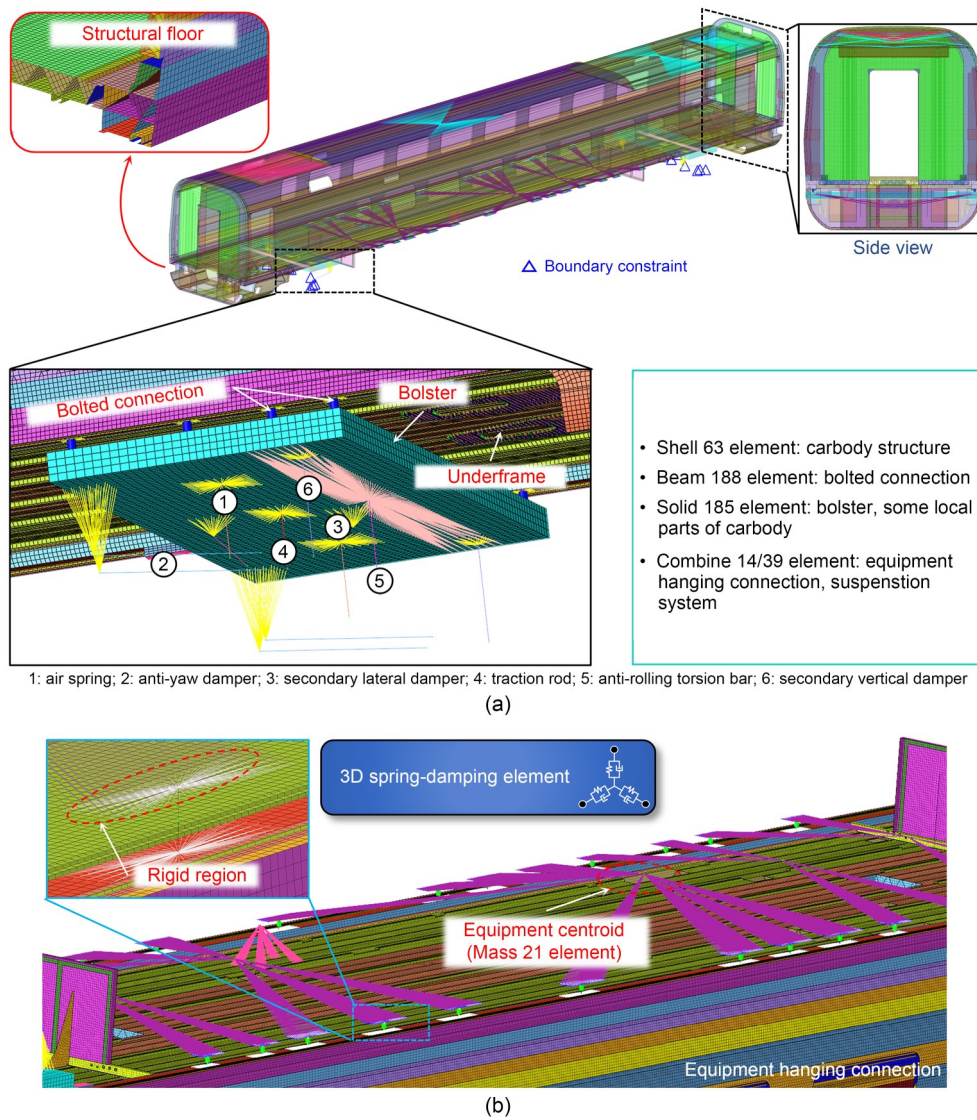 Structural floor
Side view
Boundary constraint
Bolted connection
Bolster
Underframe
1
6
3
4
2
5
• Shell 63 element: carbody structure
• Beam 188 element: bolted connection
• Solid 185 element: bolster, some local
parts of carbody
• Combine 14/39 element: equipment
hanging connection, suspenstion
system
1: air spring; 2: anti-yaw damper; 3: secondary lateral damper; 4: traction rod; 5: anti-rolling torsion bar; 6: secondary vertical damper
(a)
3D spring-damping element
Rigid region
Equipment centroid
(Mass 21 element)
Equipment hanging connection
(b)